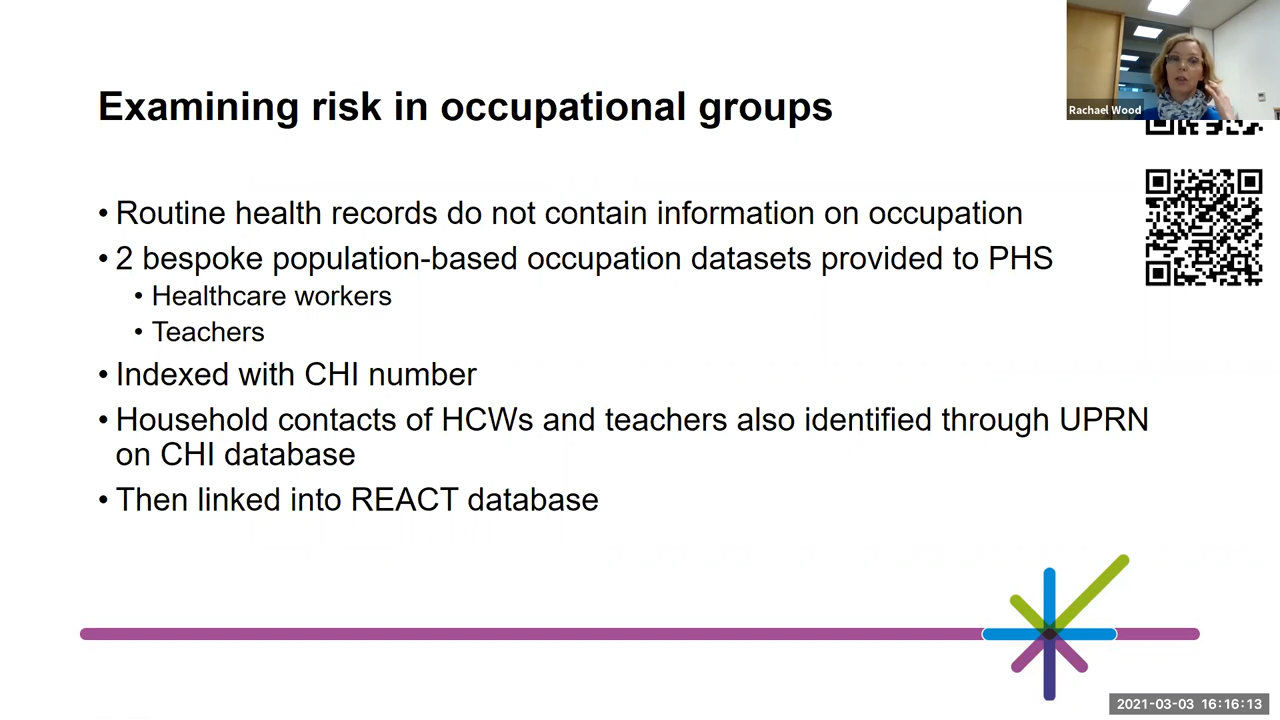 Examining risk in occupational groups
Rachael Wood
• Routine health records do not contain information on occupation
• 2 bespoke population-based occupation datasets provided to PHS
• Healthcare workers
• Teachers
• Indexed with CHI number
• Household contacts of HCWs and teachers also identified through UPRN
on CHI database
• Then linked into REACT database
2021-03-03 16:16:13